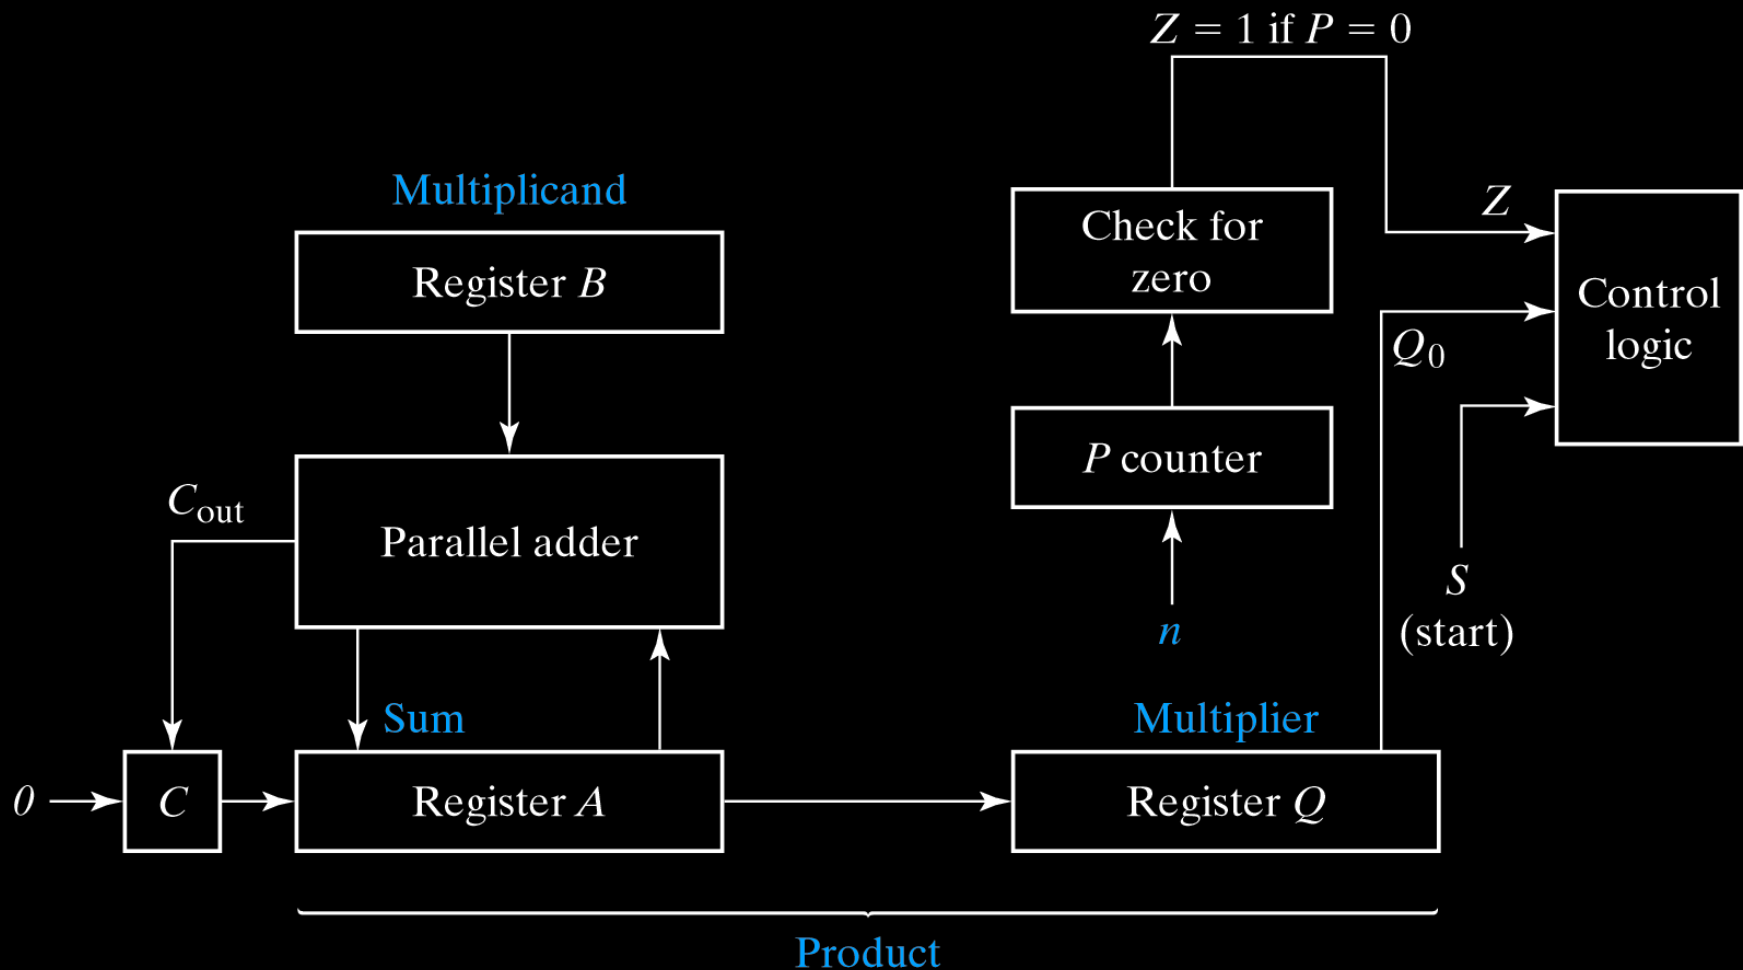 Z = 1 if P = 0
Multiplicand
Z
Check for
zero
Register B
Control
logic
Q₀
P counter
C_out
Parallel adder
S
(start)
n
Sum
Multiplier
0
C
Register A
Register Q
Product